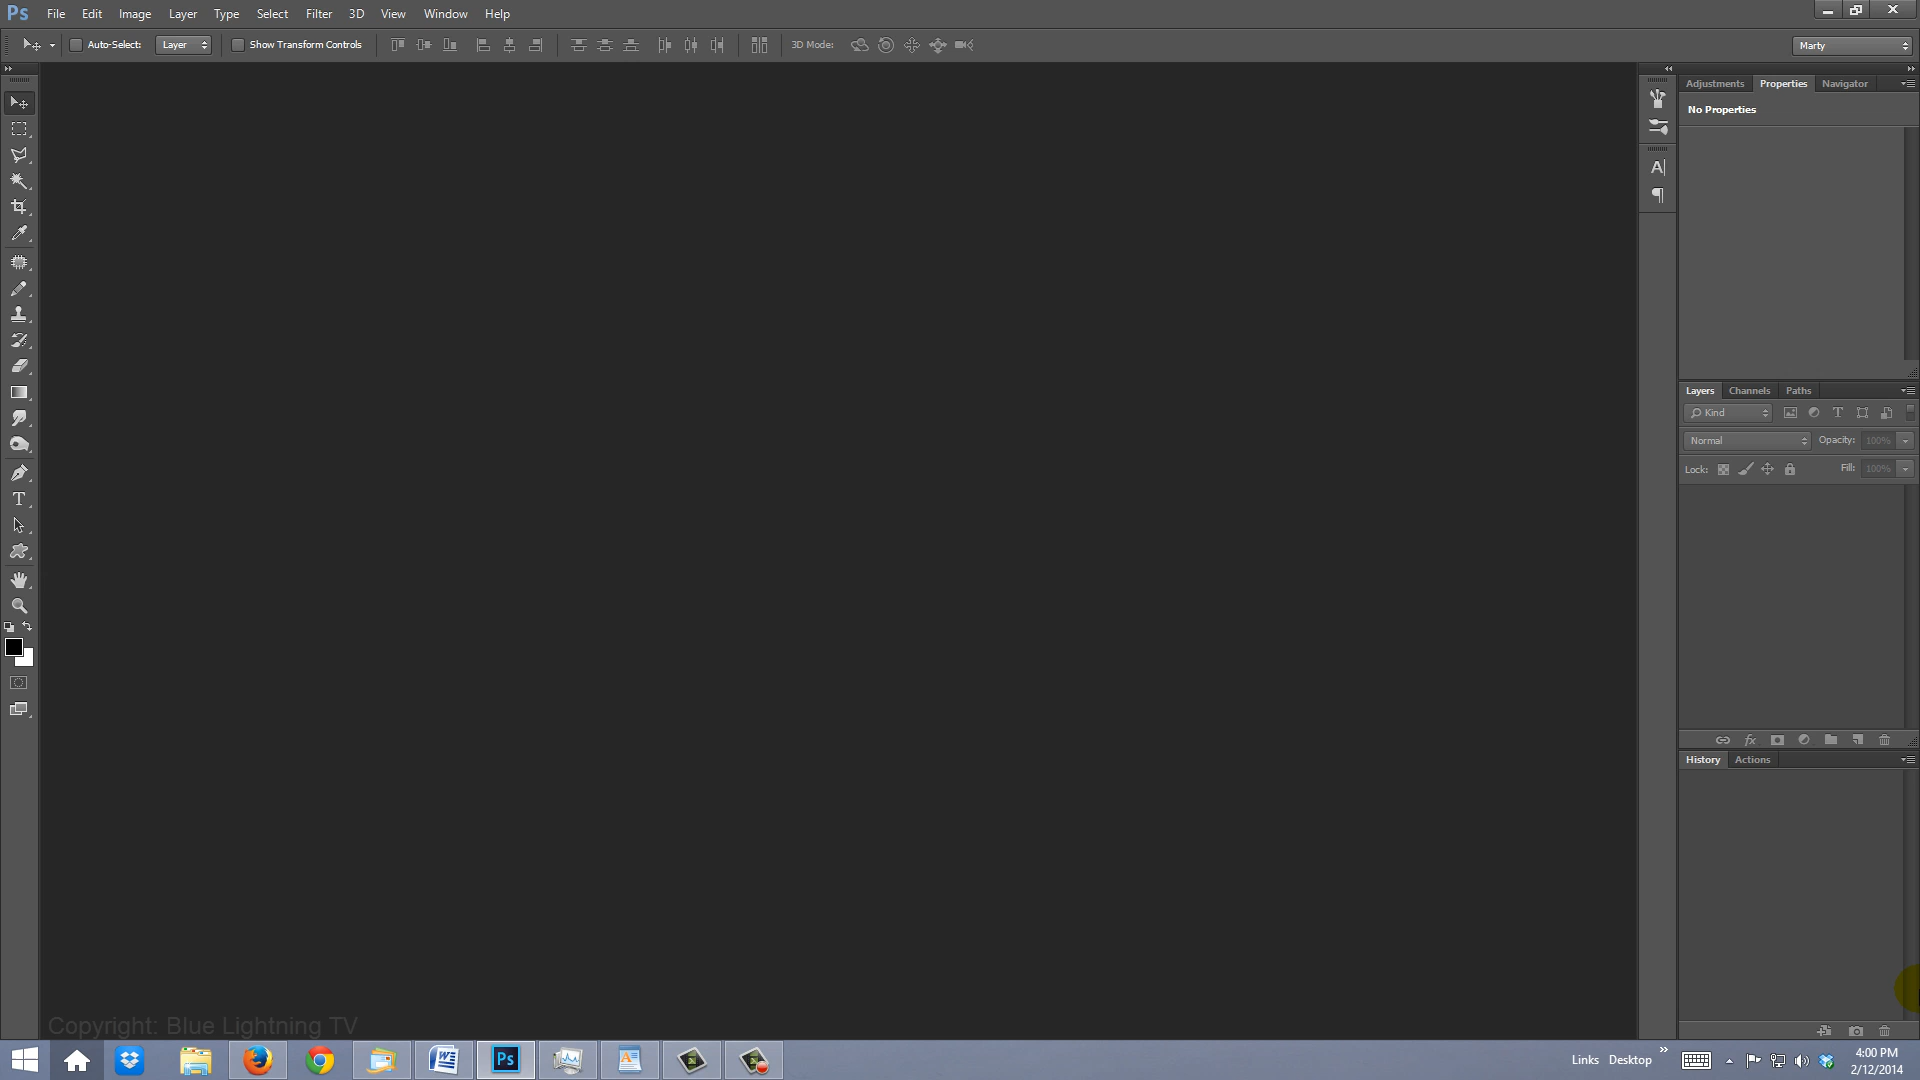 Ps File Edit Image Layer Type Select Filter 3D View Window Help
Auto-Select: Layer Show Transform Controls 3D Mode: Marty
Adjustments Properties Navigator
No Properties
A
T
Layers Channels Paths
Kind T
Normal Opacity: 100%
Lock: Fill: 100%
fx
History Actions
Copyright: Blue Lightning TV
W Ps A Links Desktop
4:00 PM
2/12/2014